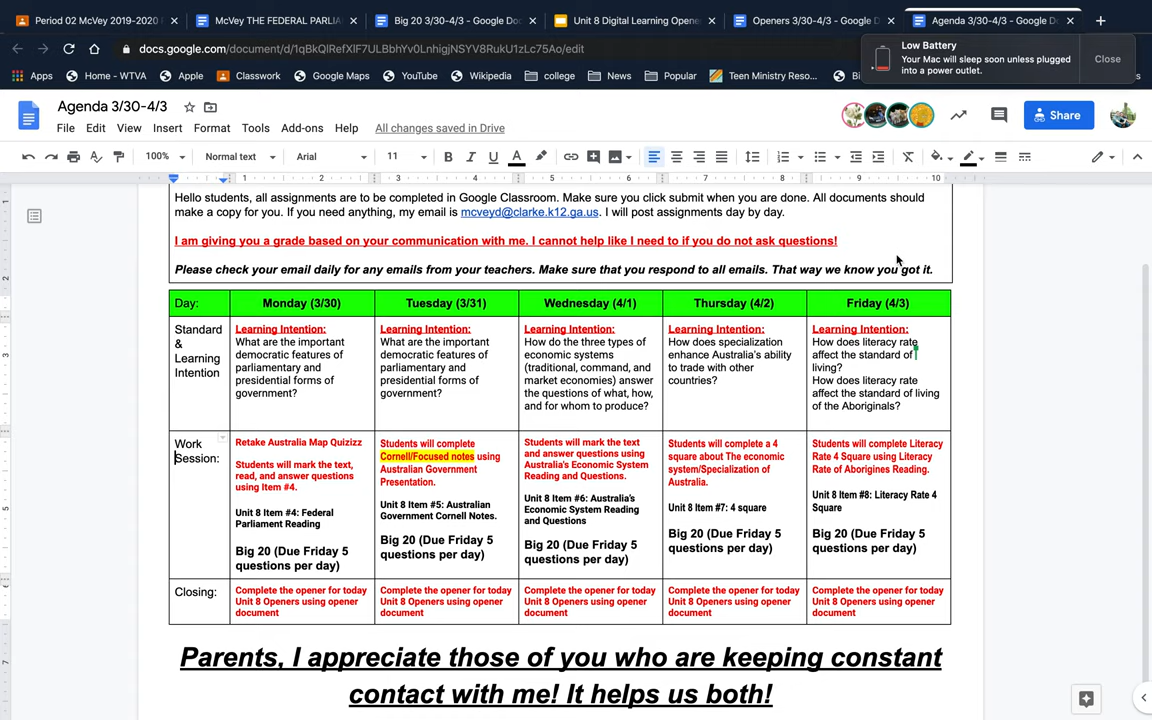 Period 02 McVey 2019-2020
McVey THE FEDERAL PARLIA
Big 20 3/30-4/3 - Google Do
Unit 8 Digital Learning Opene
Openers 3/30-4/3 - Google D
Agenda 3/30-4/3 - Google Do
docs.google.com/document/d/1qBkQlRefXIF7ULBbhYv0LnhigjNSYV8RukU1zLc75Ao/edit
Low Battery
Your Mac will sleep soon unless plugged
into a power outlet.
Close
Apps
Home - WTVA
Apple
Classwork
Google Maps
YouTube
Wikipedia
college
News
Popular
Teen Ministry Reso...
Agenda 3/30-4/3
File Edit View Insert Format Tools Add-ons Help All changes saved in Drive
Share
100% Normal text Arial 11
Hello students, all assignments are to be completed in Google Classroom. Make sure you click submit when you are done. All documents should
make a copy for you. If you need anything, my email is mcveyd@clarke.k12.ga.us. I will post assignments day by day.
I am giving you a grade based on your communication with me. I cannot help like I need to if you do not ask questions!
Please check your email daily for any emails from your teachers. Make sure that you respond to all emails. That way we know you got it.
Day:
Monday (3/30)
Tuesday (3/31)
Wednesday (4/1)
Thursday (4/2)
Friday (4/3)
Standard
&
Learning
Intention
Learning Intention:
What are the important
democratic features of
parliamentary and
presidential forms of
government?
Learning Intention:
What are the important
democratic features of
parliamentary and
presidential forms of
government?
Learning Intention:
How do the three types of
economic systems
(traditional, command, and
market economies) answer
the questions of what, how,
and for whom to produce?
Learning Intention:
How does specialization
enhance Australia's ability
to trade with other
countries?
Learning Intention:
How does literacy rate
affect the standard of
living?
How does literacy rate
affect the standard of living
of the Aboriginals?
Work
Session:
Retake Australia Map Quizizz
Students will mark the text,
read, and answer questions
using Item #4.
Unit 8 Item #4: Federal
Parliament Reading
Big 20 (Due Friday 5
questions per day)
Students will complete
Cornell/Focused notes using
Australian Government
Presentation.
Unit 8 Item #5: Australian
Government Cornell Notes.
Big 20 (Due Friday 5
questions per day)
Students will mark the text
and answer questions using
Australia's Economic System
Reading and Questions.
Unit 8 Item #6: Australia's
Economic System Reading
and Questions
Big 20 (Due Friday 5
questions per day)
Students will complete a 4
square about The economic
system/Specialization of
Australia.
Unit 8 Item #7: 4 square
Big 20 (Due Friday 5
questions per day)
Students will complete Literacy
Rate 4 Square using Literacy
Rate of Aborigines Reading.
Unit 8 Item #8: Literacy Rate 4
Square
Big 20 (Due Friday 5
questions per day)
Closing:
Complete the opener for today
Unit 8 Openers using opener
document
Complete the opener for today
Unit 8 Openers using opener
document
Complete the opener for today
Unit 8 Openers using opener
document
Complete the opener for today
Unit 8 Openers using opener
document
Complete the opener for today
Unit 8 Openers using opener
document
Parents, I appreciate those of you who are keeping constant
contact with me! It helps us both!